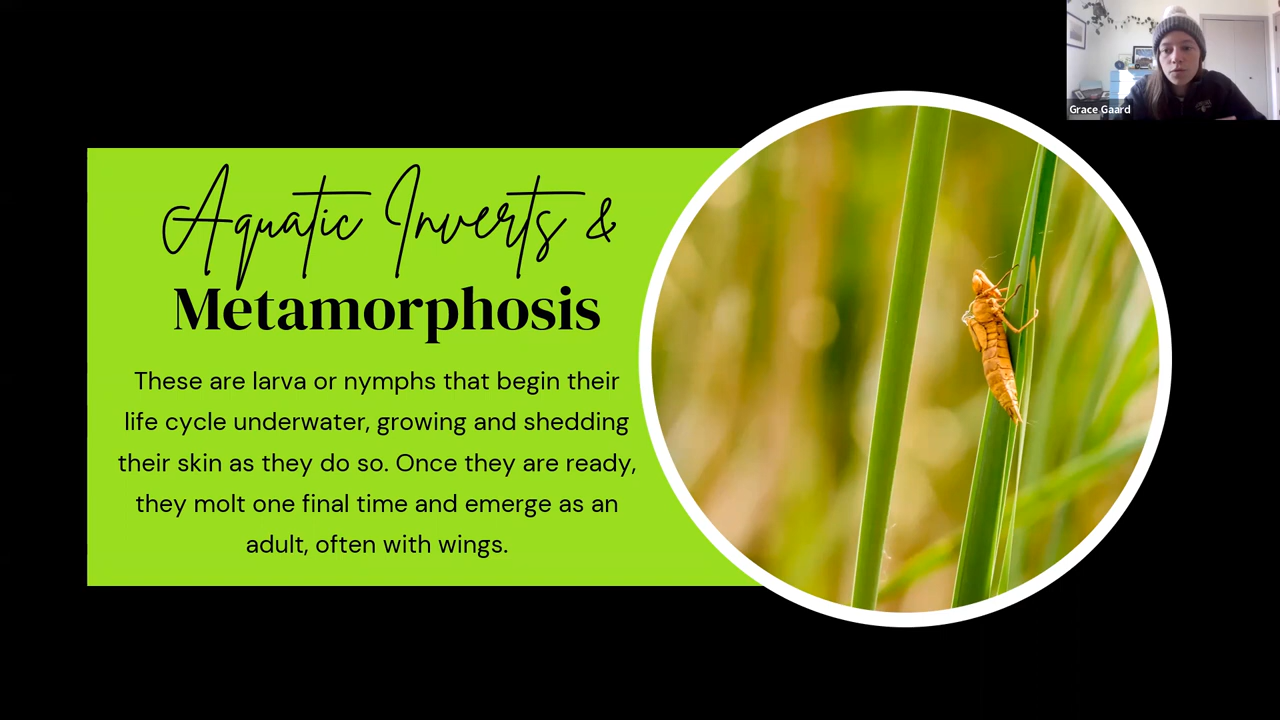 Aquatic Inverts &
Metamorphosis
These are larva or nymphs that begin their
life cycle underwater, growing and shedding
their skin as they do so. Once they are ready,
they molt one final time and emerge as an
adult, often with wings.
Grace Gaard